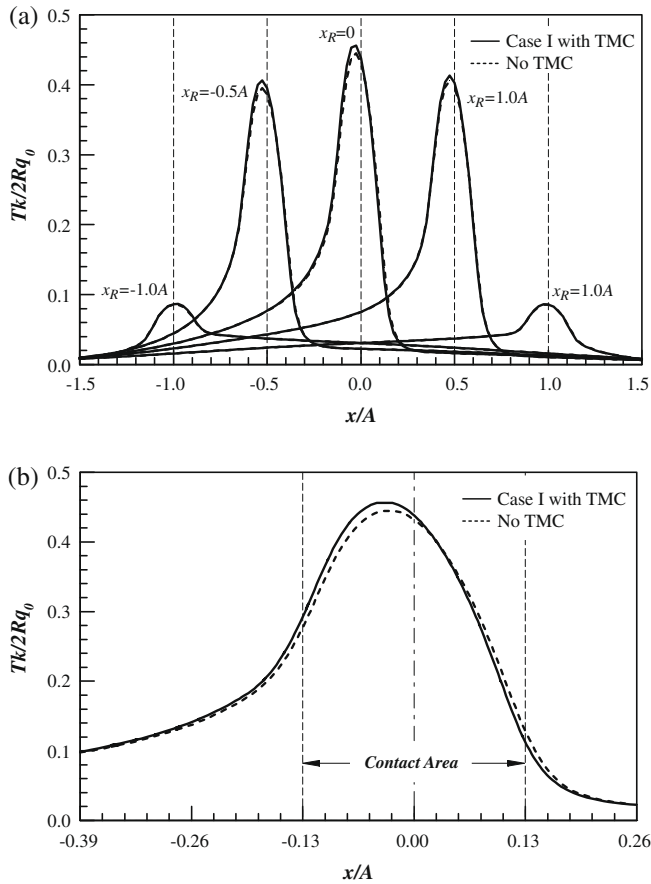 (a)
0.5
0.4
0.3
0.2
0.1
0.0
Tk/2Rq₀
x_R=0
x_R=-0.5A
x_R=1.0A
x_R=-1.0A
x_R=1.0A
Case I with TMC
No TMC
-1.5 -1.0 -0.5 0.0 0.5 1.0 1.5
x/A
(b)
0.5
0.4
0.3
0.2
0.1
0.0
Tk/2Rq₀
Case I with TMC
No TMC
Contact Area
-0.39 -0.26 -0.13 0.00 0.13 0.26
x/A